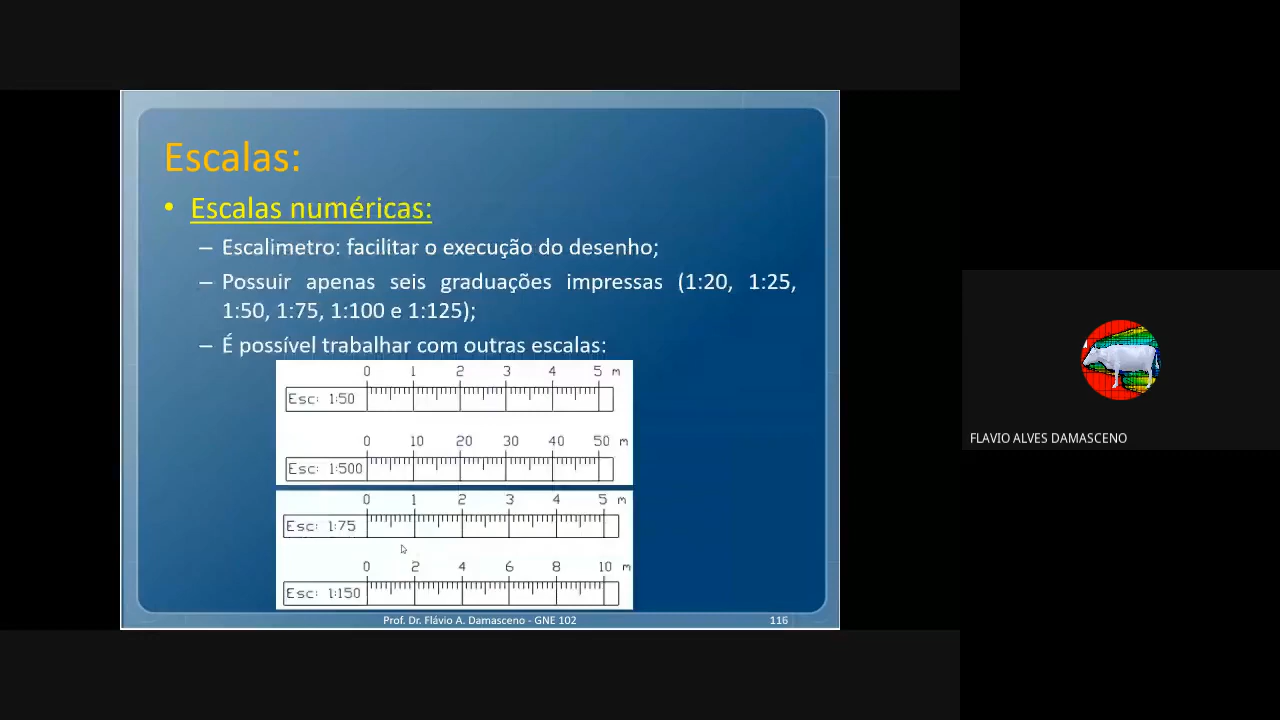 Escalas:
• Escalas numéricas:
– Escalimetro: facilitar o execução do desenho;
– Possuir apenas seis graduações impressas (1:20, 1:25,
1:50, 1:75, 1:100 e 1:125);
– É possível trabalhar com outras escalas:
0 1 2 3 4 5 m
Esc: 1:50
0 10 20 30 40 50 m
Esc: 1:500
0 1 2 3 4 5 m
Esc: 1:75
0 2 4 6 8 10 m
Esc: 1:150
Prof. Dr. Flávio A. Damasceno - GNE 102
116
FLAVIO ALVES DAMASCENO